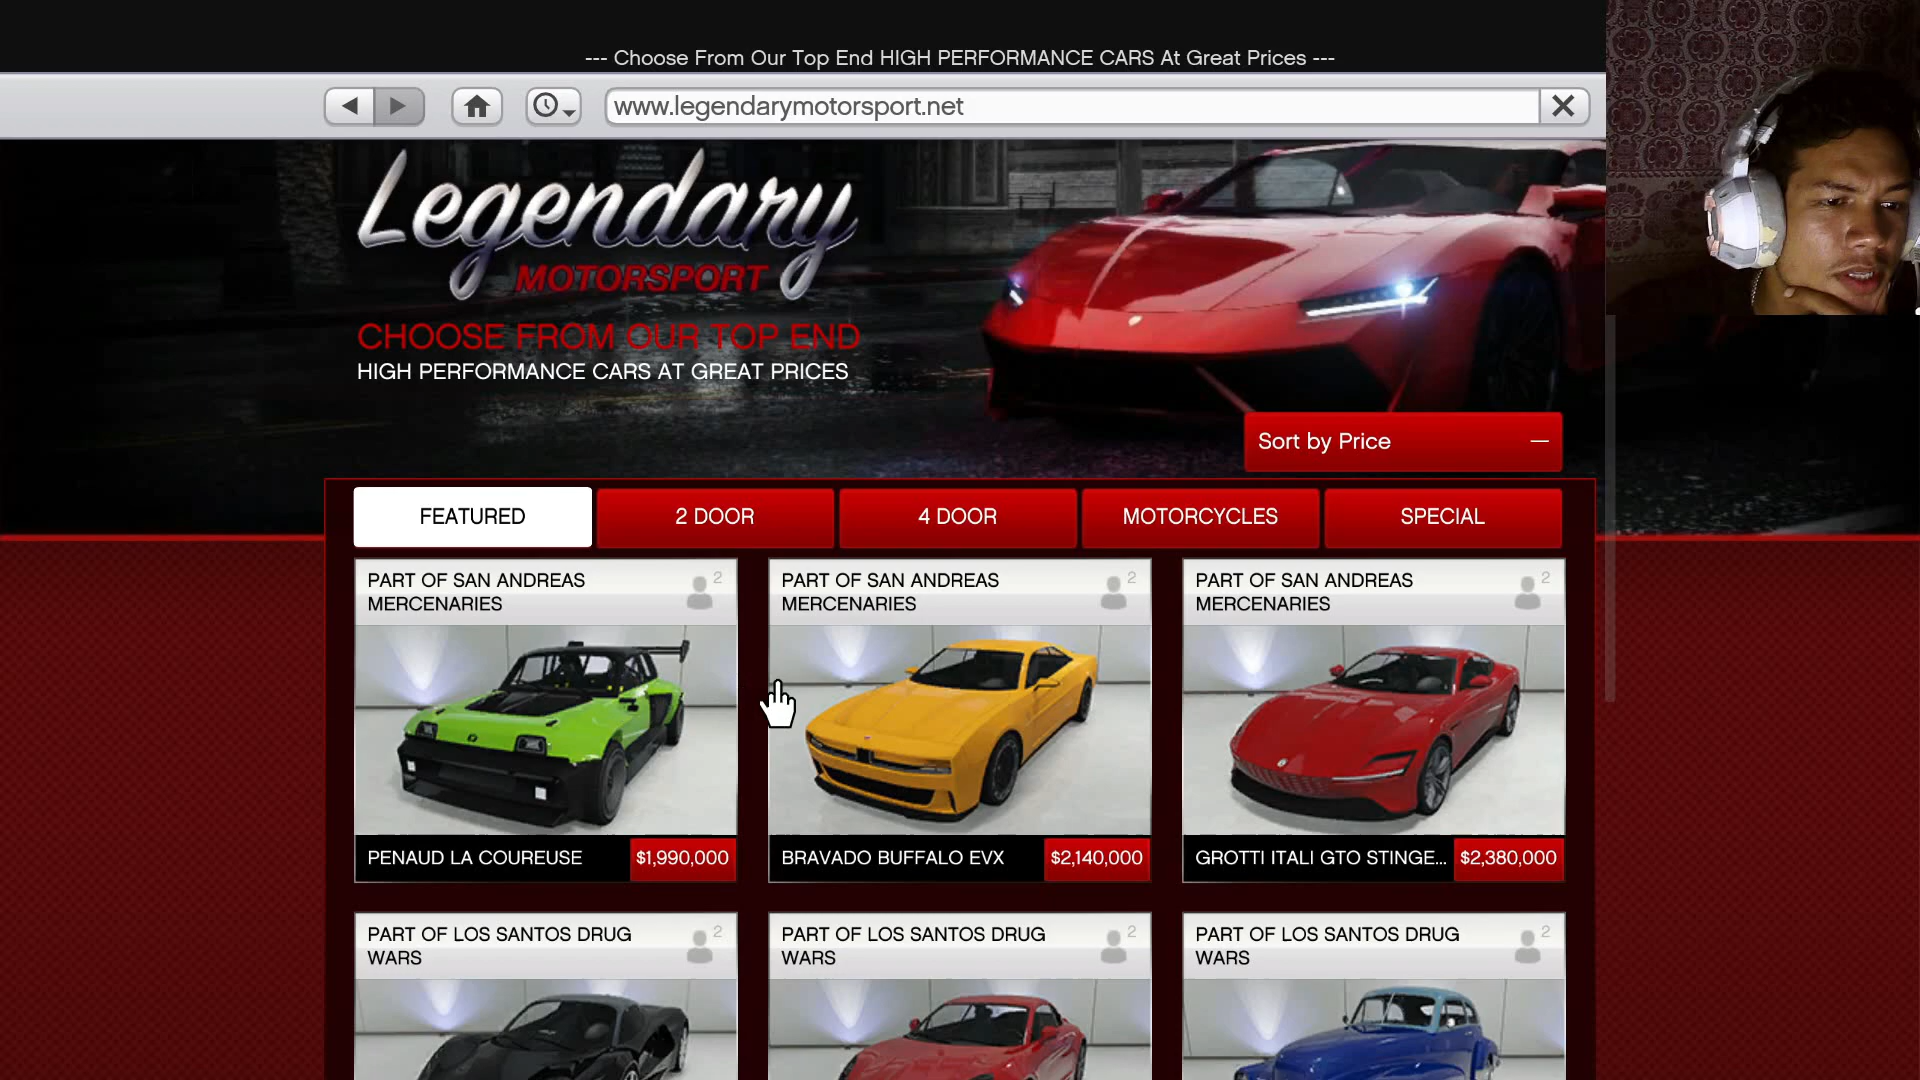 --- Choose From Our Top End HIGH PERFORMANCE CARS At Great Prices ---
www.legendarymotorsport.net
Legendary
MOTORSPORT
CHOOSE FROM OUR TOP END
HIGH PERFORMANCE CARS AT GREAT PRICES
Sort by Price
FEATURED
2 DOOR
4 DOOR
MOTORCYCLES
SPECIAL
PART OF SAN ANDREAS
MERCENARIES
2
PENAUD LA COUREUSE
$1,990,000
PART OF SAN ANDREAS
MERCENARIES
2
BRAVADO BUFFALO EVX
$2,140,000
PART OF SAN ANDREAS
MERCENARIES
2
GROTTI ITALI GTO STINGE...
$2,380,000
PART OF LOS SANTOS DRUG
WARS
2
PART OF LOS SANTOS DRUG
WARS
2
PART OF LOS SANTOS DRUG
WARS
2